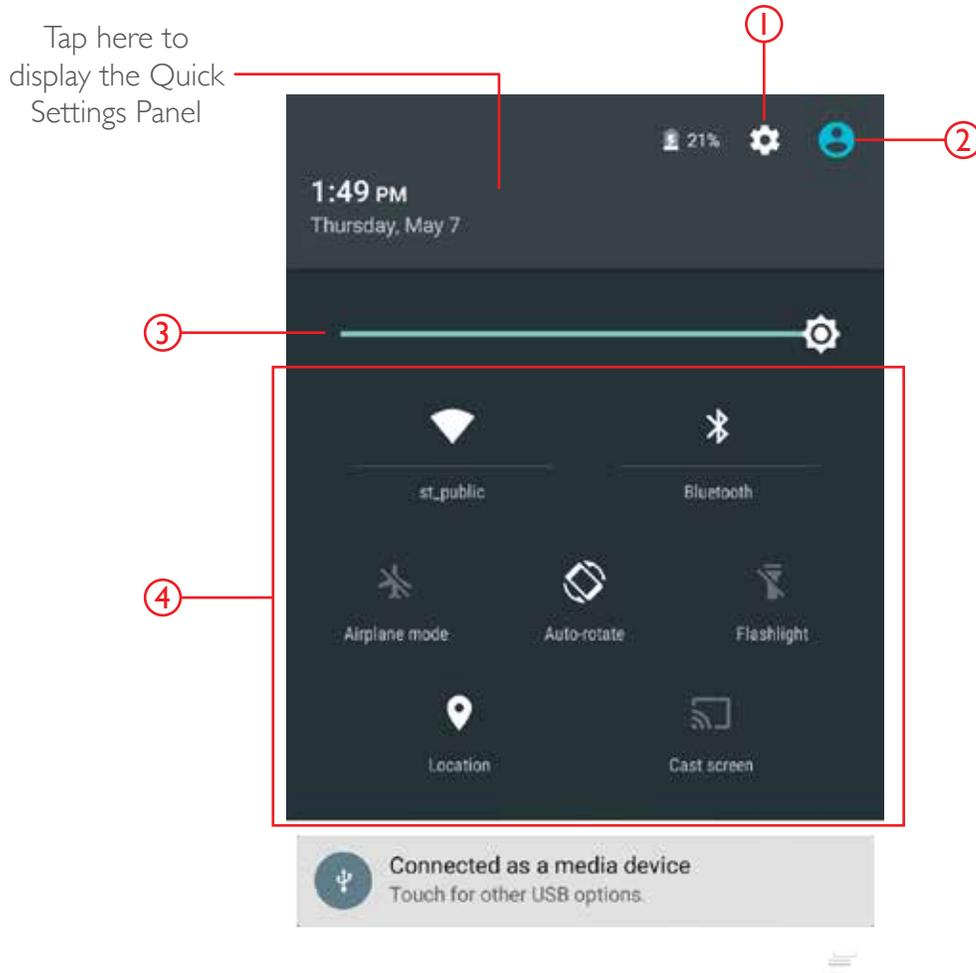 Tap here to
display the Quick
Settings Panel
1
2
21%
1:49 PM
Thursday, May 7
3
st_public
Bluetooth
4
Airplane mode
Auto-rotate
Flashlight
Location
Cast screen
Connected as a media device
Touch for other USB options.